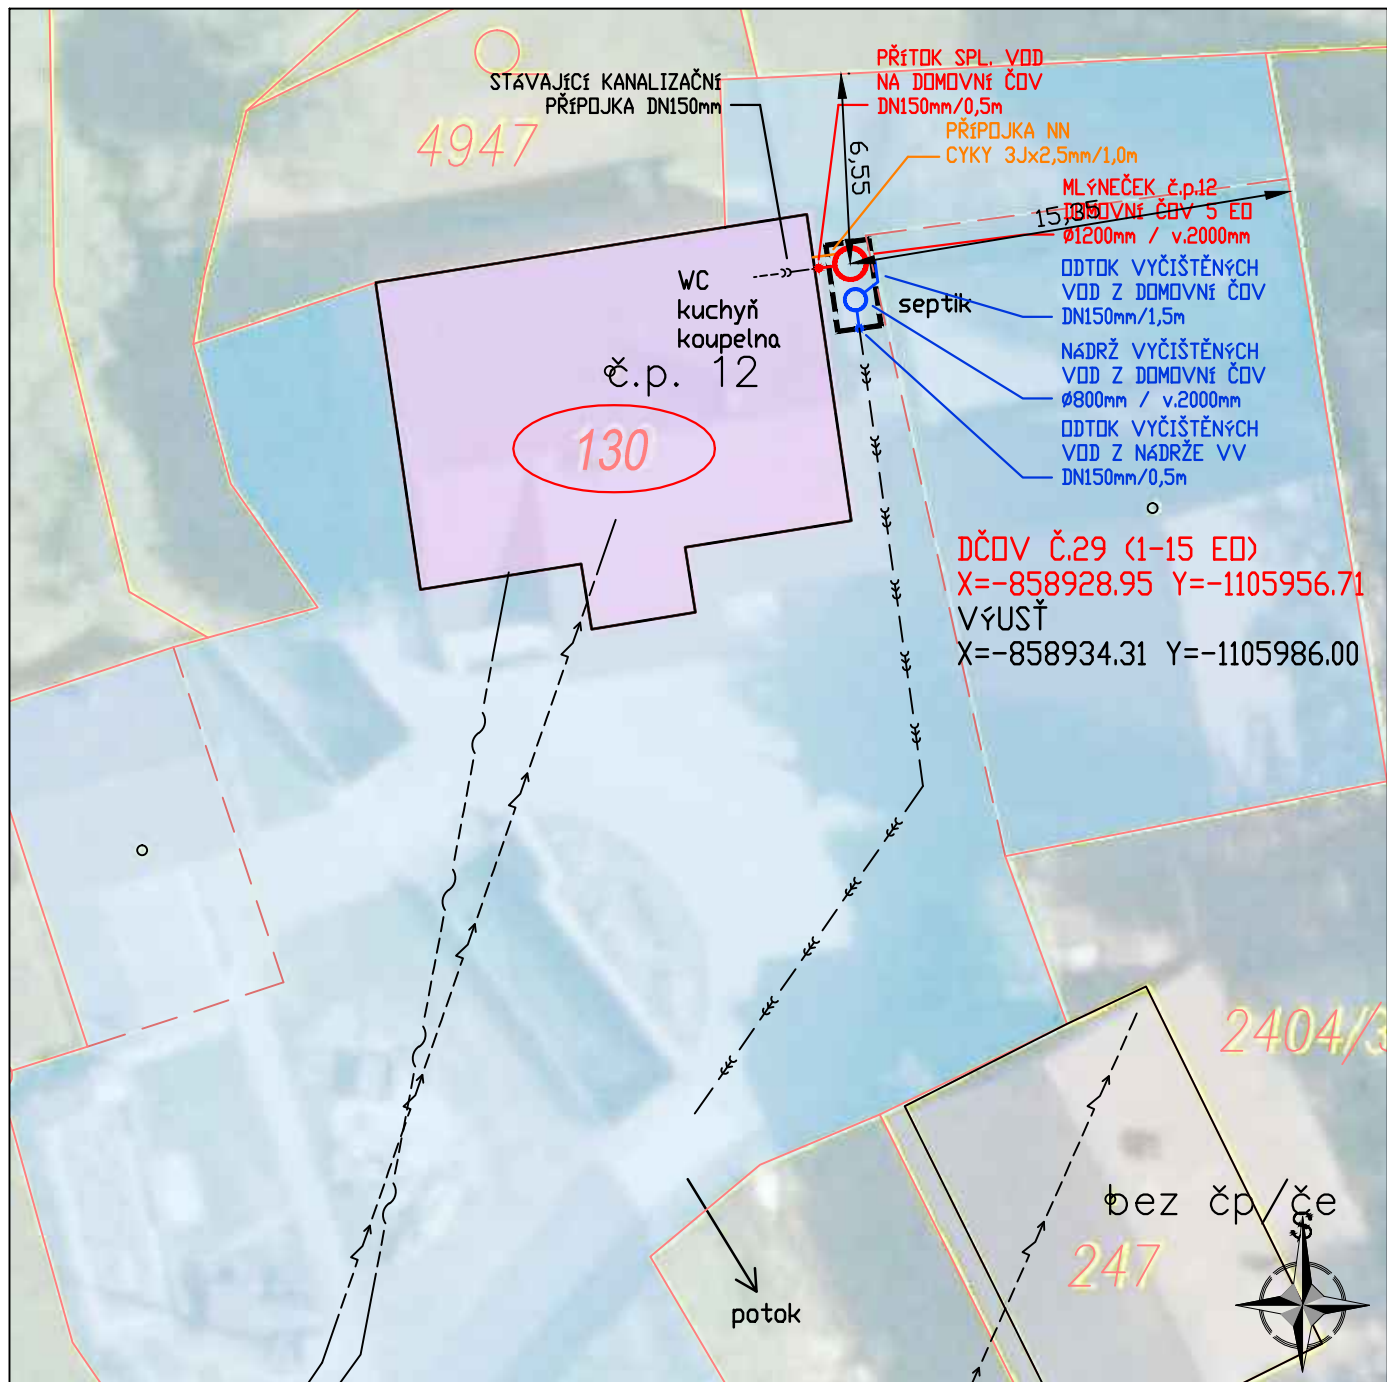 STÁVAJÍCÍ KANALIZAČNÍ
PŘÍPOJKA DN150mm
PŘÍTOK SPL. VOD
NA DOMOVNÍ ČOV
DN150mm/0,5m
PŘÍPOJKA NN
CYKY 3Jx2,5mm/1,0m
4947
6,55
MLÝNEČEK č.p.12
DOMOVNÍ ČOV 5 EO
Ø1200mm / v.2000mm
15,35
ODTOK VYČIŠTĚNÝCH
VOD Z DOMOVNÍ ČOV
DN150mm/1,5m
WC
kuchyň
koupelna
septik
NÁDRŽ VYČIŠTĚNÝCH
VOD Z DOMOVNÍ ČOV
Ø800mm / v.2000mm
č.p. 12
ODTOK VYČIŠTĚNÝCH
VOD Z NÁDRŽE VV
DN150mm/0,5m
130
DČOV Č.29 (1-15 EO)
X=-858928.95 Y=-1105956.71
VÝUSŤ
X=-858934.31 Y=-1105986.00
2404/3
bez čp/če
S
247
potok